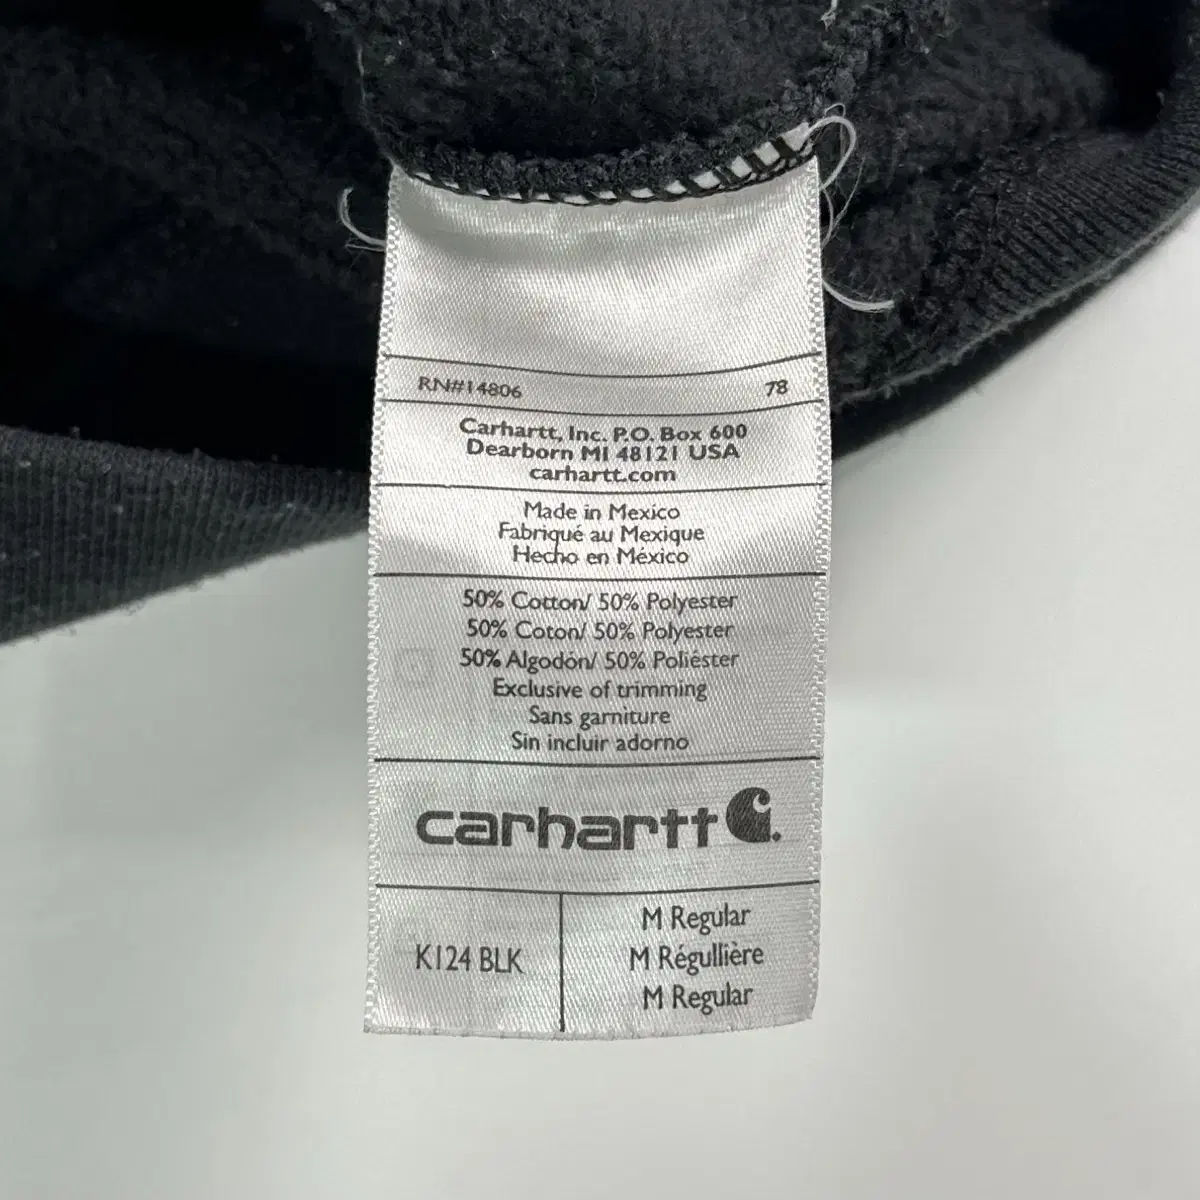 RN#14806 78
Carhartt, Inc. P.O. Box 600
Dearborn MI 48121 USA
carhartt.com
Made in Mexico
Fabriqué au Mexique
Hecho en México
50% Cotton/ 50% Polyester
50% Coton/ 50% Polyester
50% Algodón/ 50% Poliéster
Exclusive of trimming
Sans garniture
Sin incluir adorno
carhartt
K124 BLK
M Regular
M Régullière
M Regular